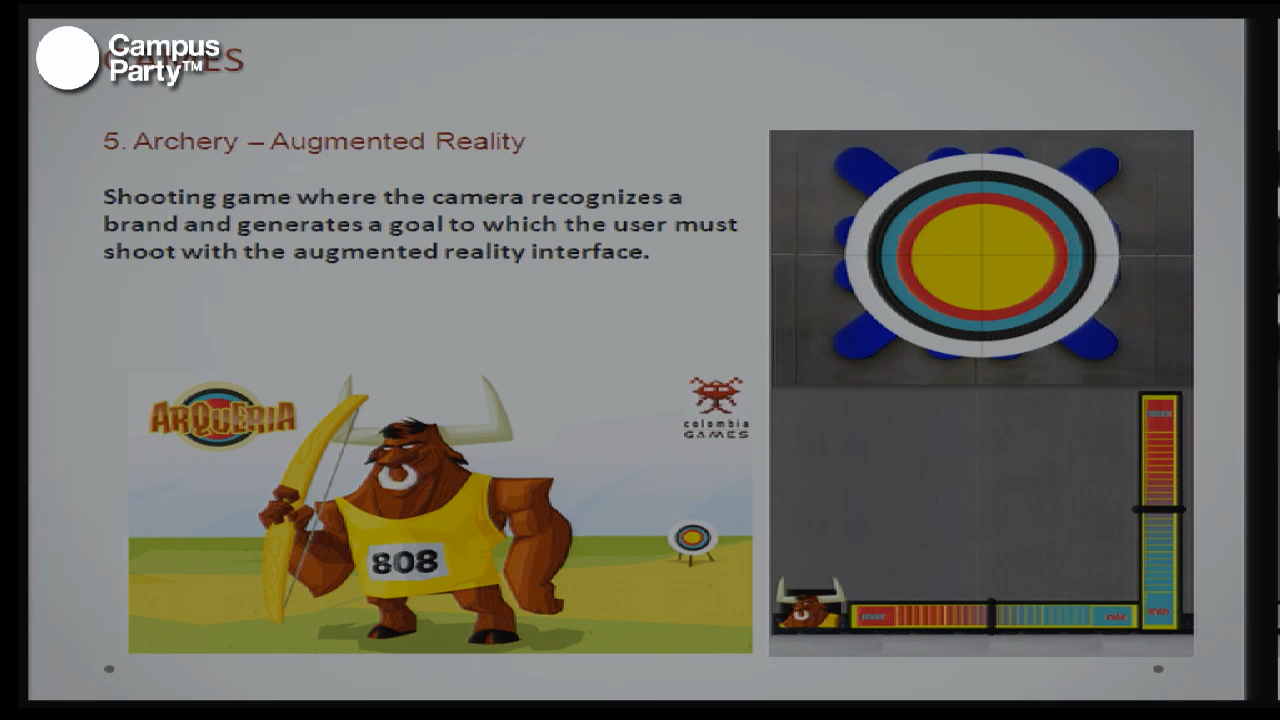 Campus
Party™
GAMES
5. Archery – Augmented Reality
Shooting game where the camera recognizes a
brand and generates a goal to which the user must
shoot with the augmented reality interface.
ARQUERIA
colombia
GAMES
808
min